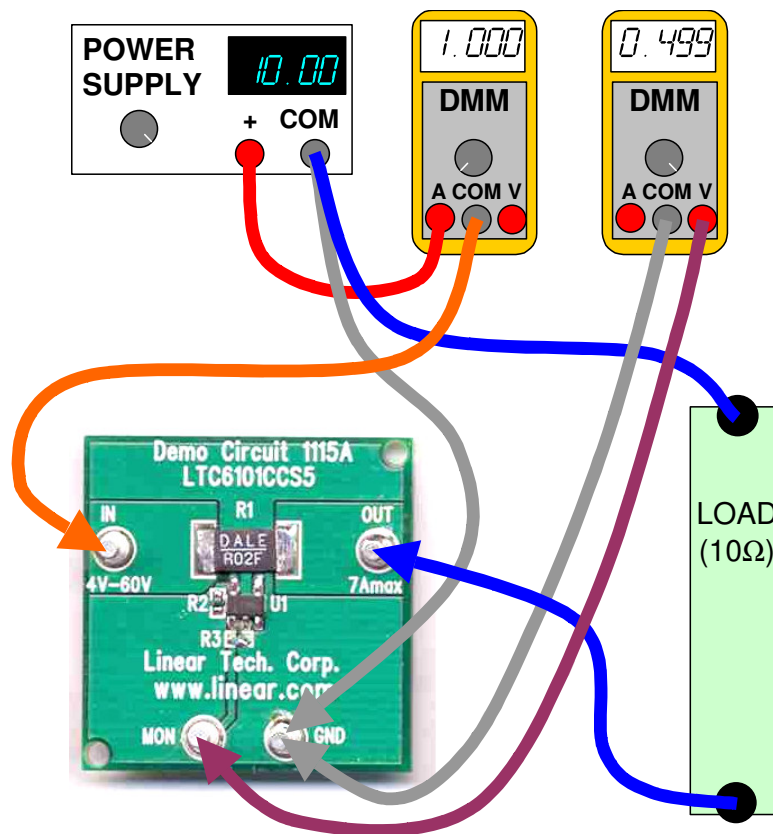 POWER
SUPPLY
10.00
+ COM
1.000
DMM
A COM V
0.499
DMM
A COM V
Demo Circuit 1115A
LTC6101CCS5
IN
R1
OUT
DALE
R02F
4V-60V
7Amax
R2
U1
R3
Linear Tech. Corp.
www.linear.com
MON
GND
LOAD
(10Ω)